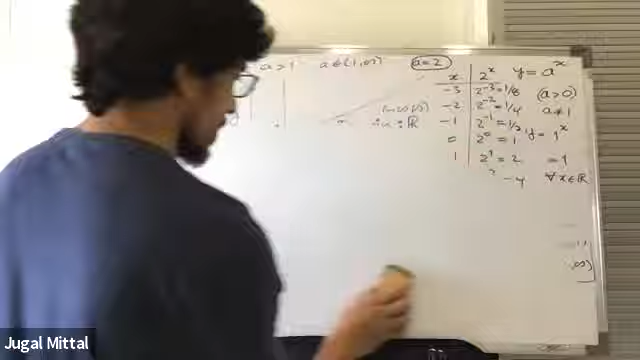 a > 1 a ∈ (1, ∞) a = 2
x 2^x y = a^x
-3 2^-3 = 1/8 (a > 0)
-2 2^-2 = 1/4 a ≠ 1
-1 2^-1 = 1/2 y = 1^x
0 2^0 = 1
1 2^1 = 2 = 1
- 4 ∀ x ∈ ℝ
: ℝ
, ∞)
Jugal Mittal